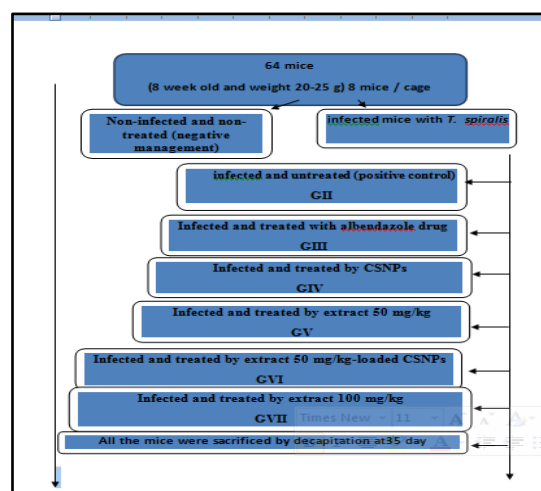 64 mice
(8 week old and weight 20-25 g) 8 mice / cage
Non-infected and non-
treated (negative
management)
infected mice with T. spiralis
infected and untreated (positive control)
GII
Infected and treated with albendazole drug
GIII
Infected and treated by CSNPs
GIV
Infected and treated by extract 50 mg/kg
GV
Infected and treated by extract 50 mg/kg-loaded CSNPs
GVI
Infected and treated by extract 100 mg/kg
GVII
Times New
11
All the mice were sacrificed by decapitation at35 day